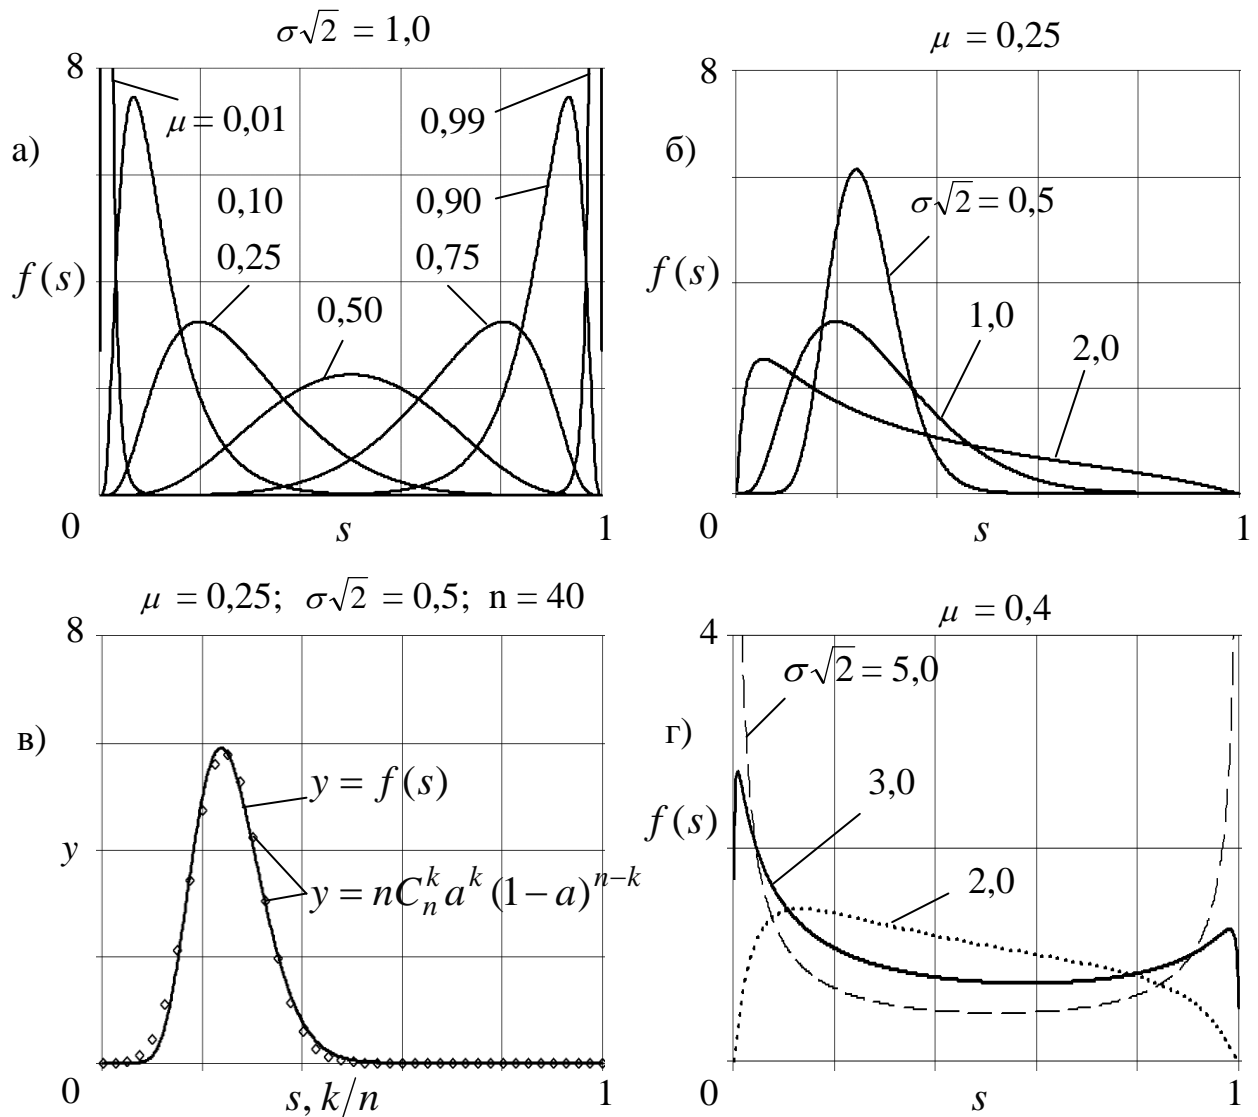 σ√2 = 1,0
8
μ = 0,01
0,99
а)
0,10
0,90
0,25
0,75
f(s)
0,50
0
s
1
μ = 0,25
8
б)
σ√2 = 0,5
f(s)
1,0
2,0
0
s
1
μ = 0,25; σ√2 = 0,5; n = 40
8
в)
y = f(s)
y
y = nC_n^k a^k (1−a)^{n−k}
0
s, k/n
1
μ = 0,4
4
σ√2 = 5,0
г)
3,0
f(s)
2,0
0
s
1